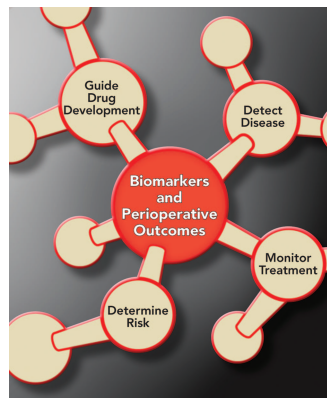 Guide
Drug
Development
Detect
Disease
Biomarkers
and
Perioperative
Outcomes
Monitor
Treatment
Determine
Risk